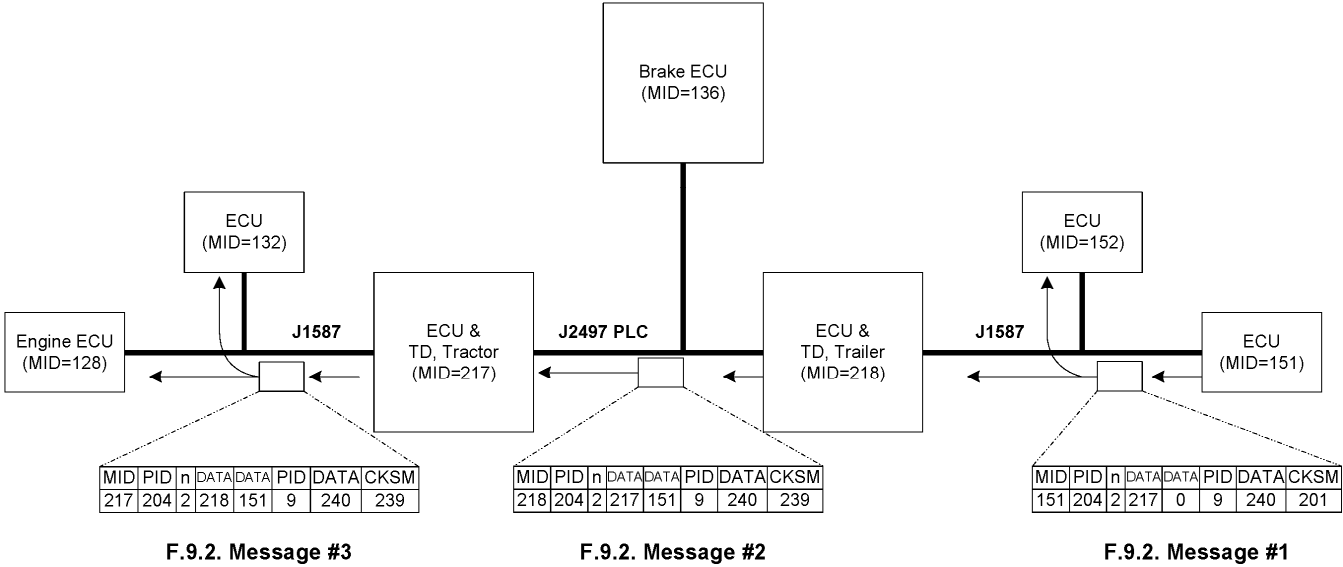 Brake ECU
(MID=136)
ECU
(MID=132)
ECU
(MID=152)
Engine ECU
(MID=128)
J1587
ECU &
TD, Tractor
(MID=217)
J2497 PLC
ECU &
TD, Trailer
(MID=218)
J1587
ECU
(MID=151)
MID PID n DATA DATA PID DATA CKSM
217 204 2 218 151 9 240 239
MID PID n DATA DATA PID DATA CKSM
218 204 2 217 151 9 240 239
MID PID n DATA DATA PID DATA CKSM
151 204 2 217 0 9 240 201
F.9.2. Message #3
F.9.2. Message #2
F.9.2. Message #1